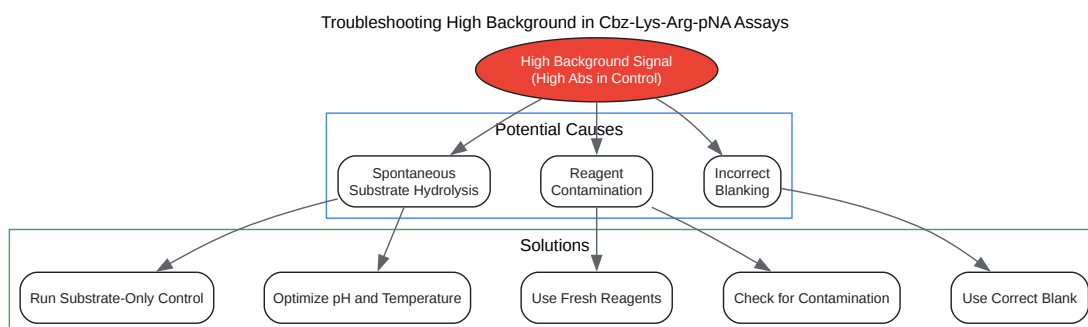 Troubleshooting High Background in Cbz-Lys-Arg-pNA Assays
High Background Signal
(High Abs in Control)
Potential Causes
Spontaneous
Substrate Hydrolysis
Reagent
Contamination
Incorrect
Blanking
Solutions
Run Substrate-Only Control
Optimize pH and Temperature
Use Fresh Reagents
Check for Contamination
Use Correct Blank